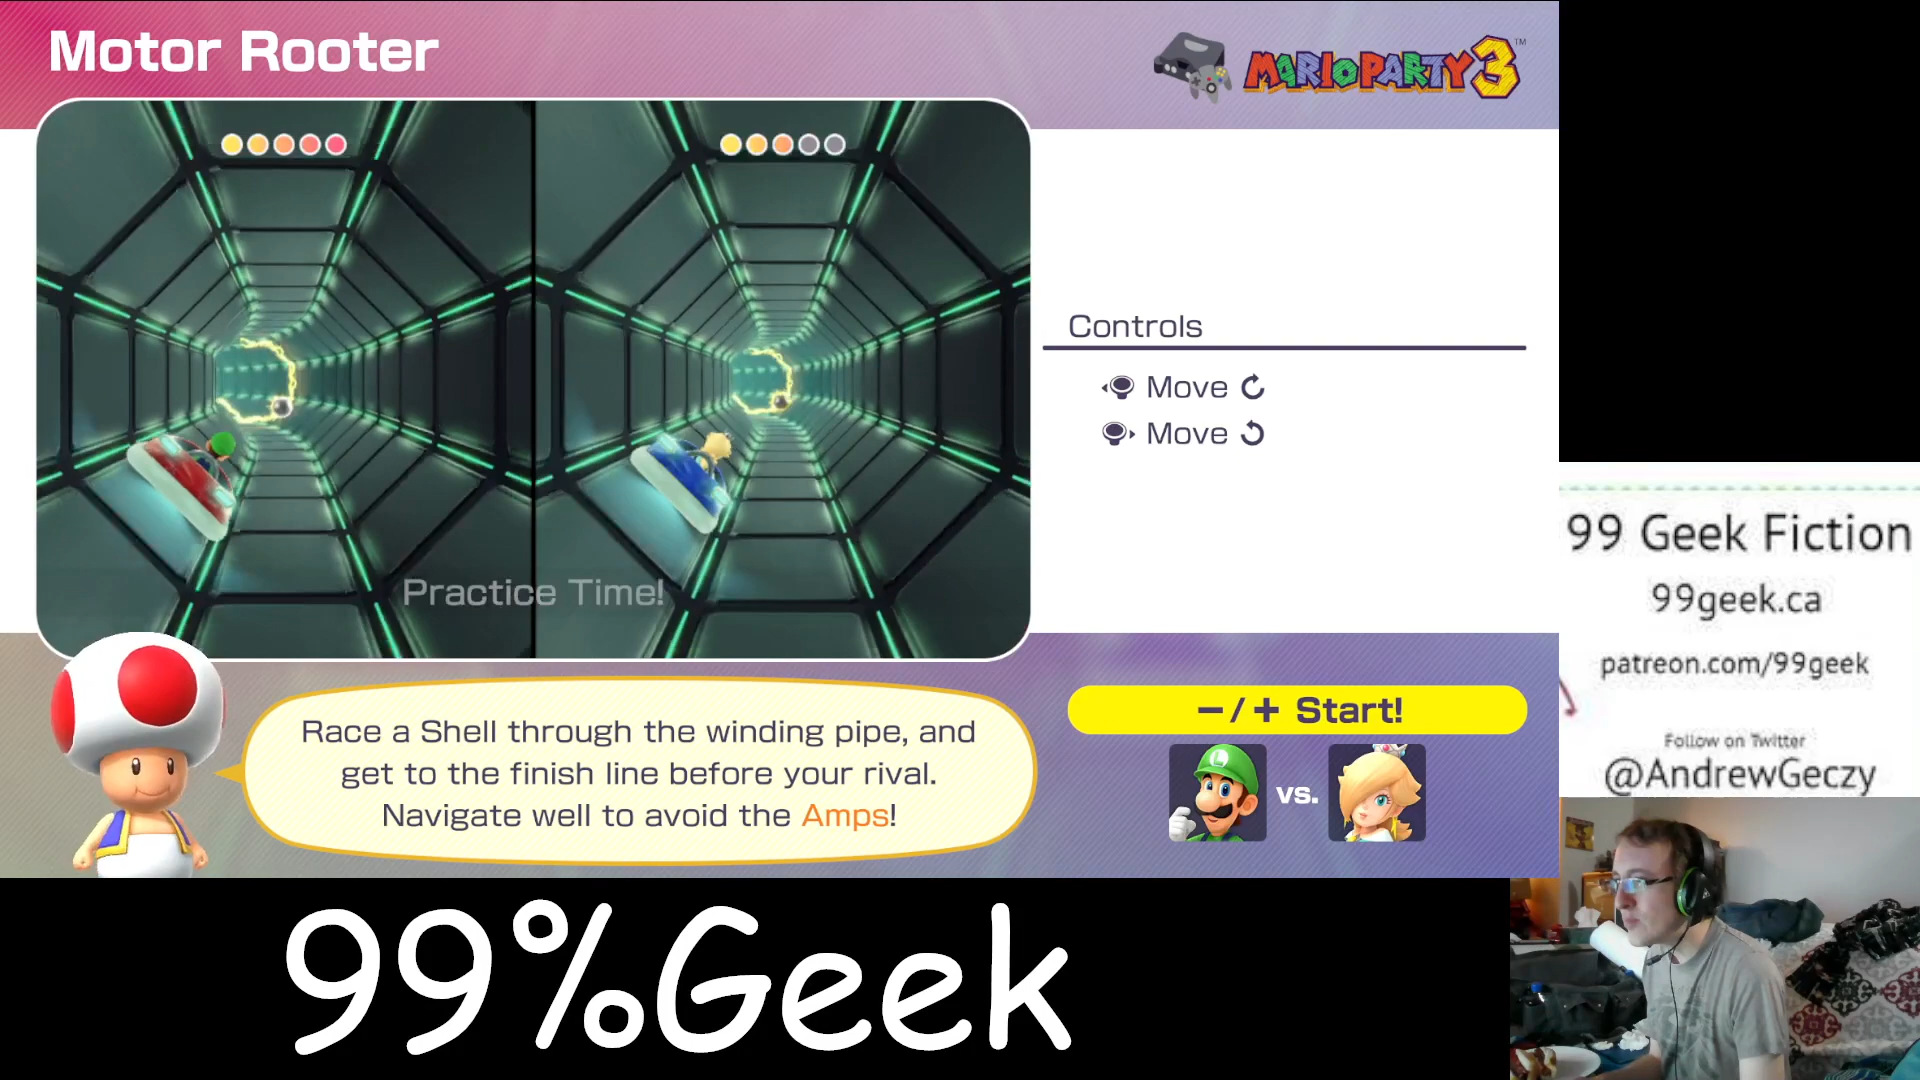 Motor Rooter
MARIO PARTY 3™
Practice Time!
Controls
Move
Move
Race a Shell through the winding pipe, and
get to the finish line before your rival.
Navigate well to avoid the Amps!
−/+ Start!
L
vs.
99 Geek Fiction
99geek.ca
patreon.com/99geek
Follow on Twitter
@AndrewGeczy
99%Geek